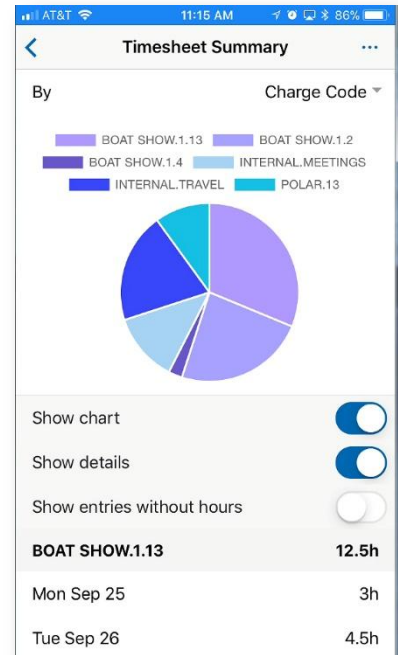 AT&T 11:15 AM 86%
Timesheet Summary ...
By Charge Code
BOAT SHOW.1.13 BOAT SHOW.1.2
BOAT SHOW.1.4 INTERNAL.MEETINGS
INTERNAL.TRAVEL POLAR.13
Show chart
Show details
Show entries without hours
BOAT SHOW.1.13 12.5h
Mon Sep 25 3h
Tue Sep 26 4.5h